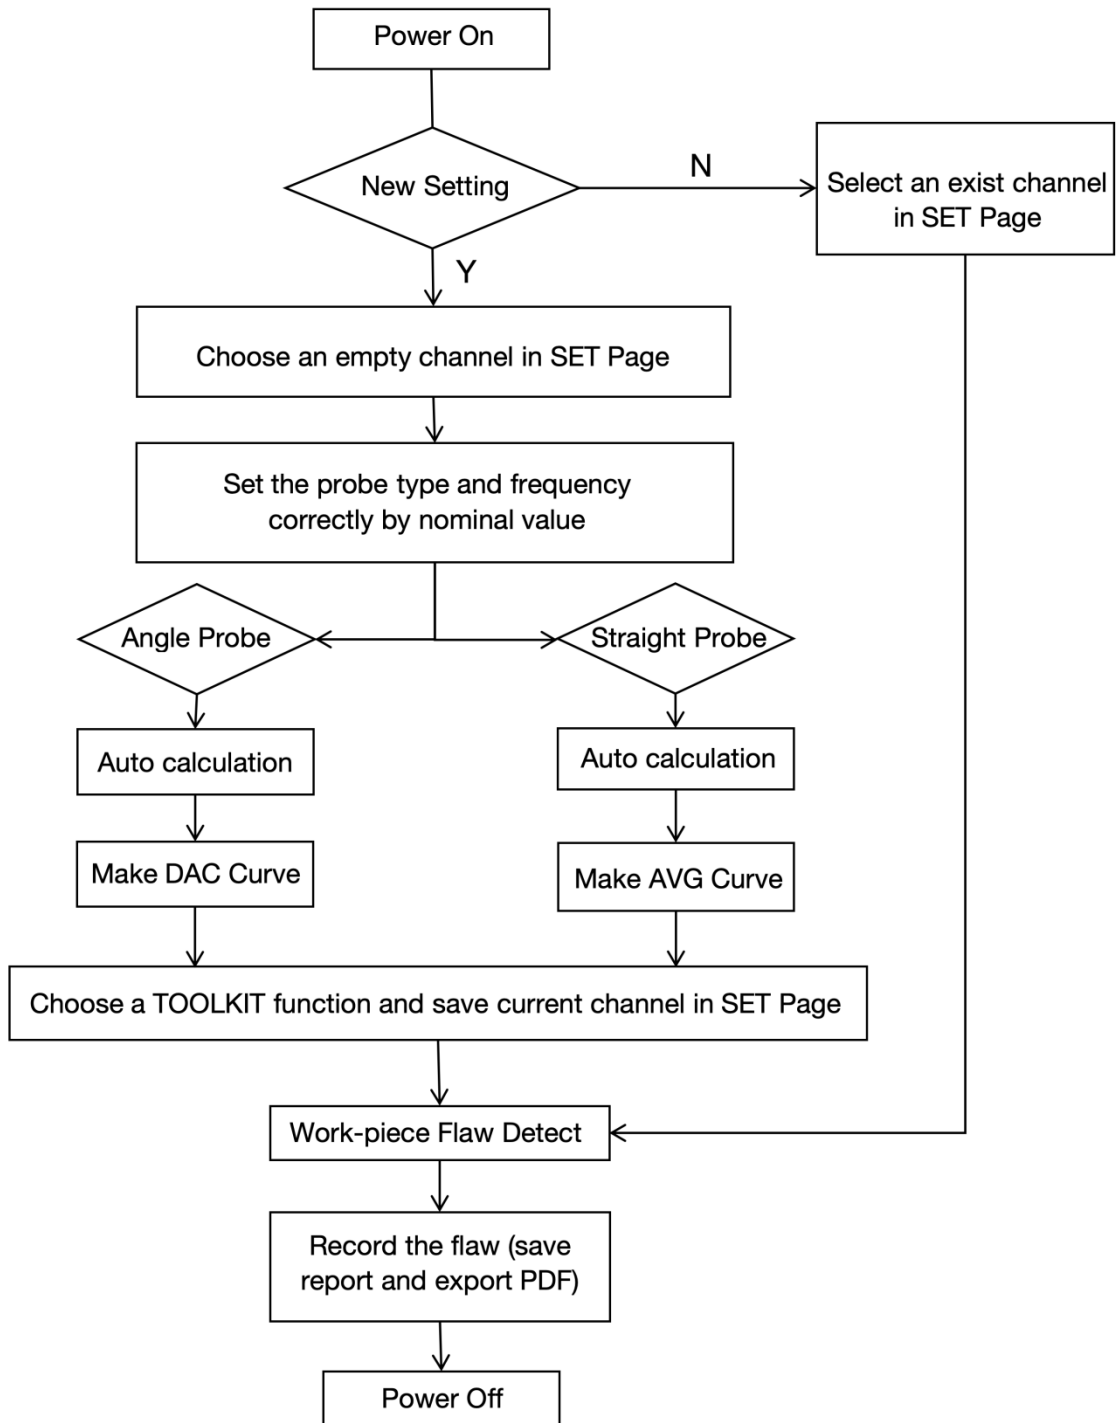 Power On
New Setting
N
Select an exist channel
in SET Page
Y
Choose an empty channel in SET Page
Set the probe type and frequency
correctly by nominal value
Angle Probe
Straight Probe
Auto calculation
Auto calculation
Make DAC Curve
Make AVG Curve
Choose a TOOLKIT function and save current channel in SET Page
Work-piece Flaw Detect
Record the flaw (save
report and export PDF)
Power Off